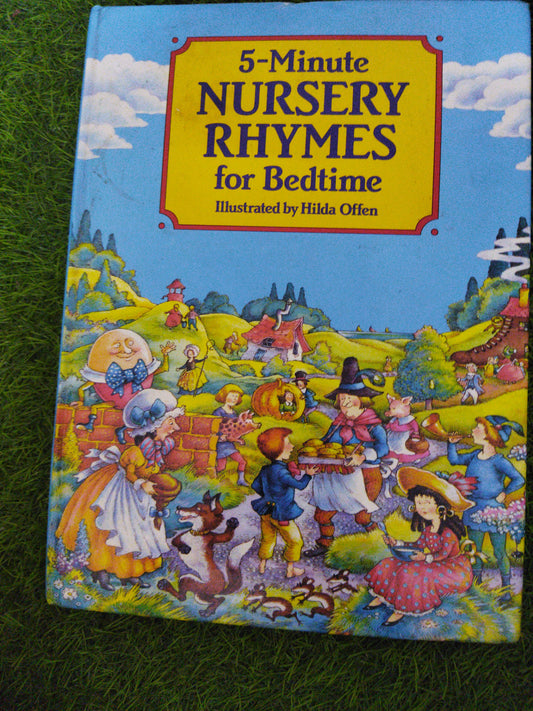 5-Minute
NURSERY
RHYMES
for Bedtime
Illustrated by Hilda Offen